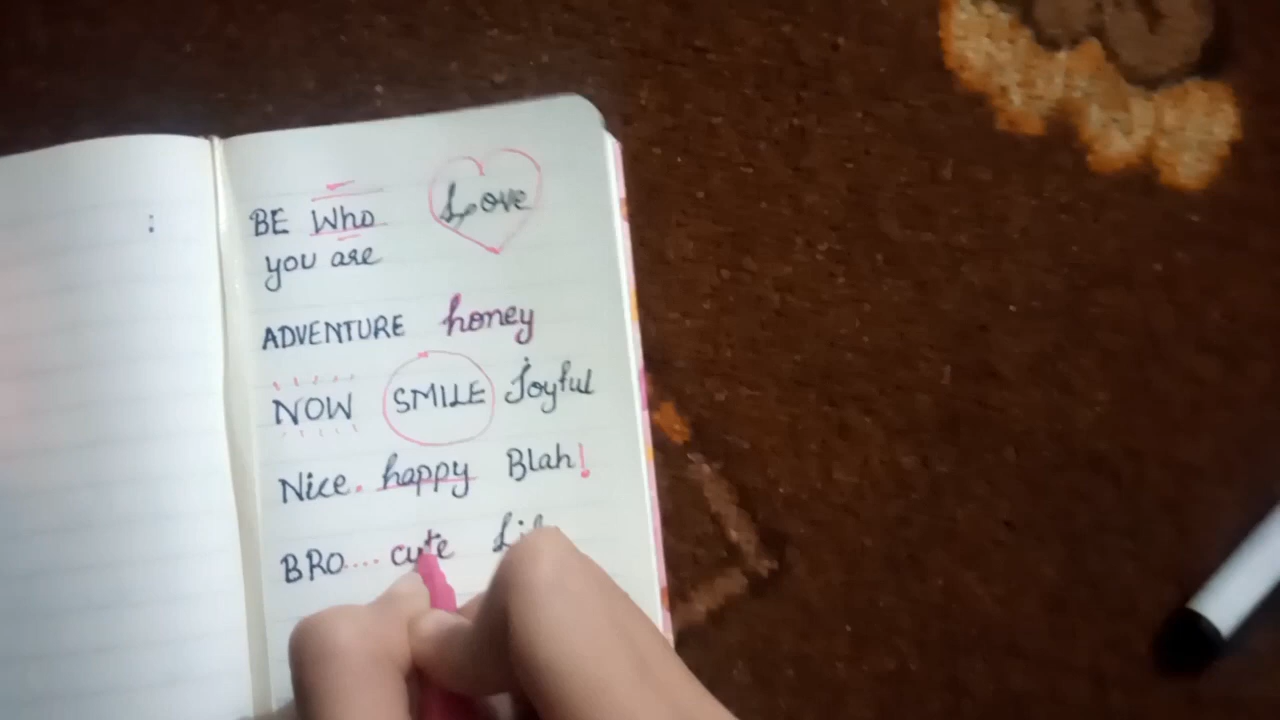 BE Who Love
you are
ADVENTURE honey
NOW SMILE Joyful
Nice. happy Blah!
BRO.... cute